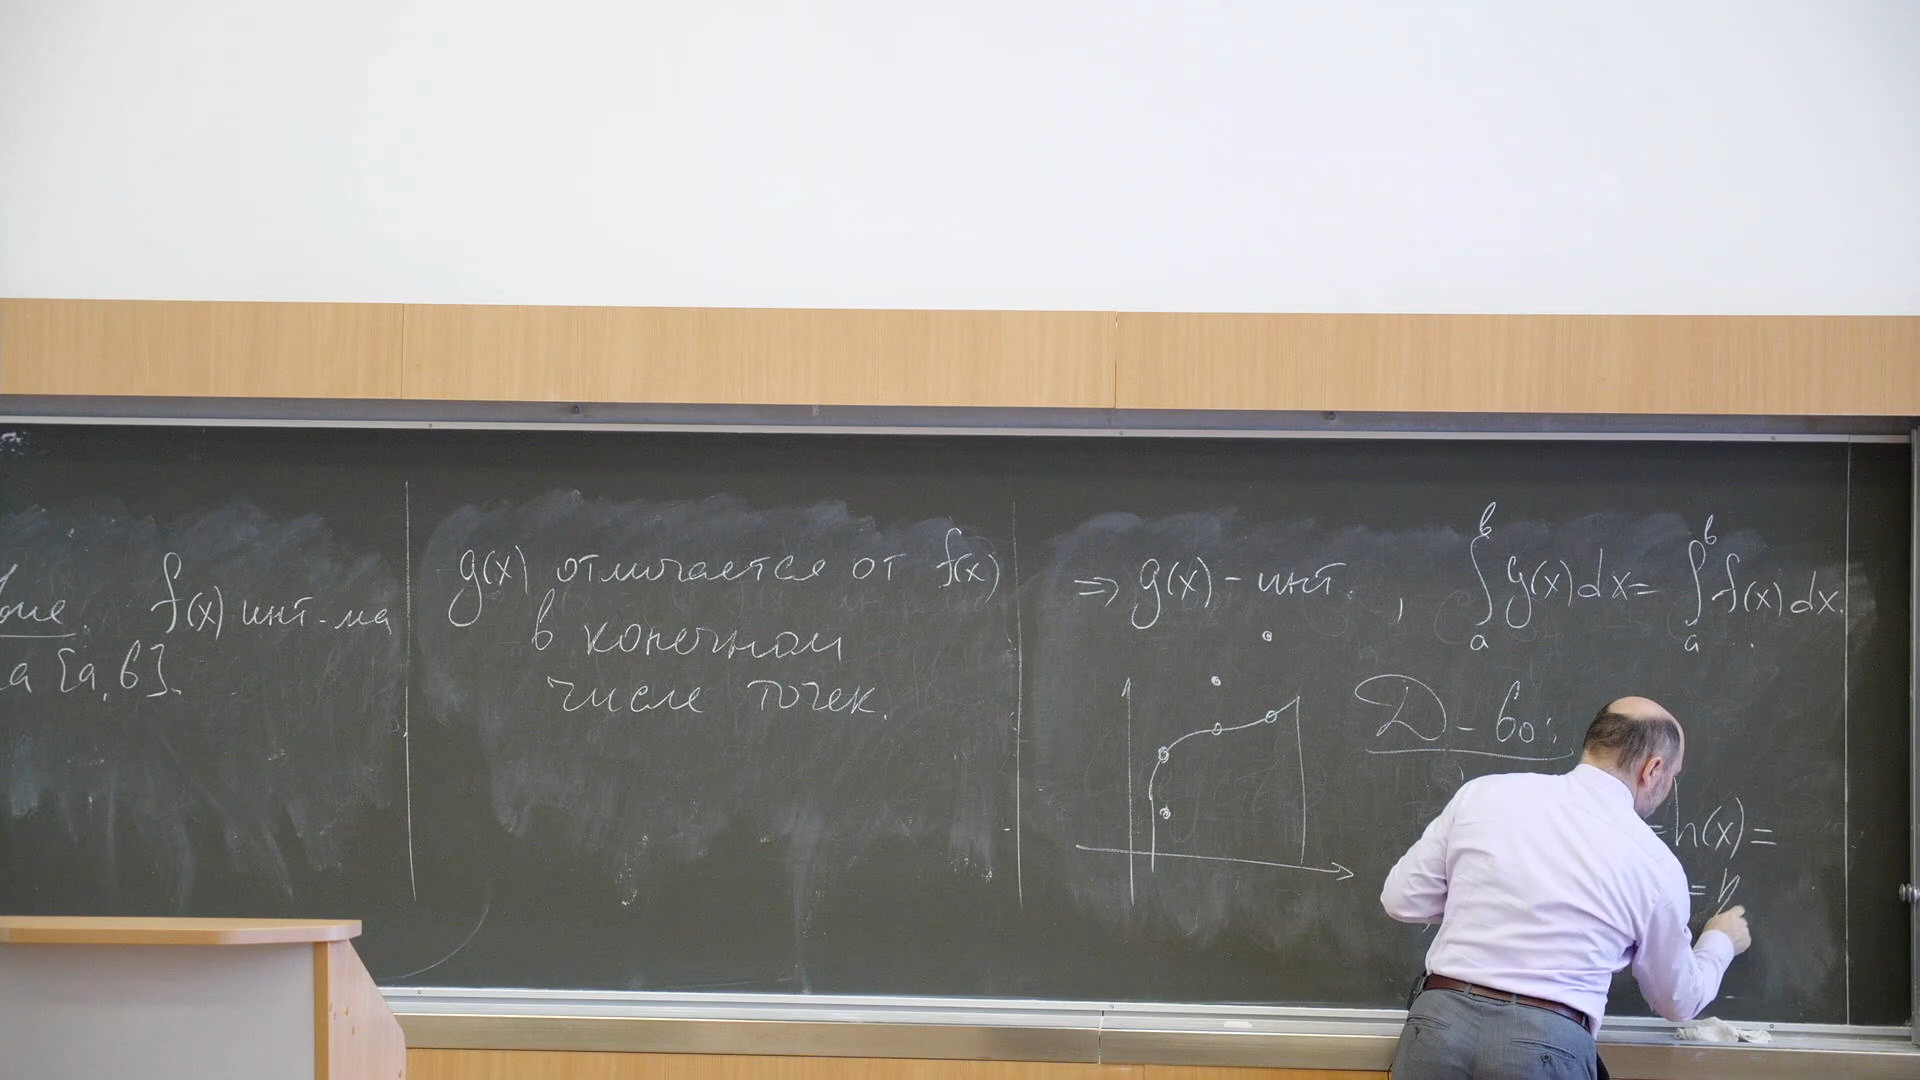 f(x) инт-ма
[a,b].
g(x) отличается от f(x)
в конечном
числе точек.
⇒ g(x) - инт. , ∫ₐᵇ g(x)dx = ∫ₐᵇ f(x)dx.
Д-во:
=h(x)=
=